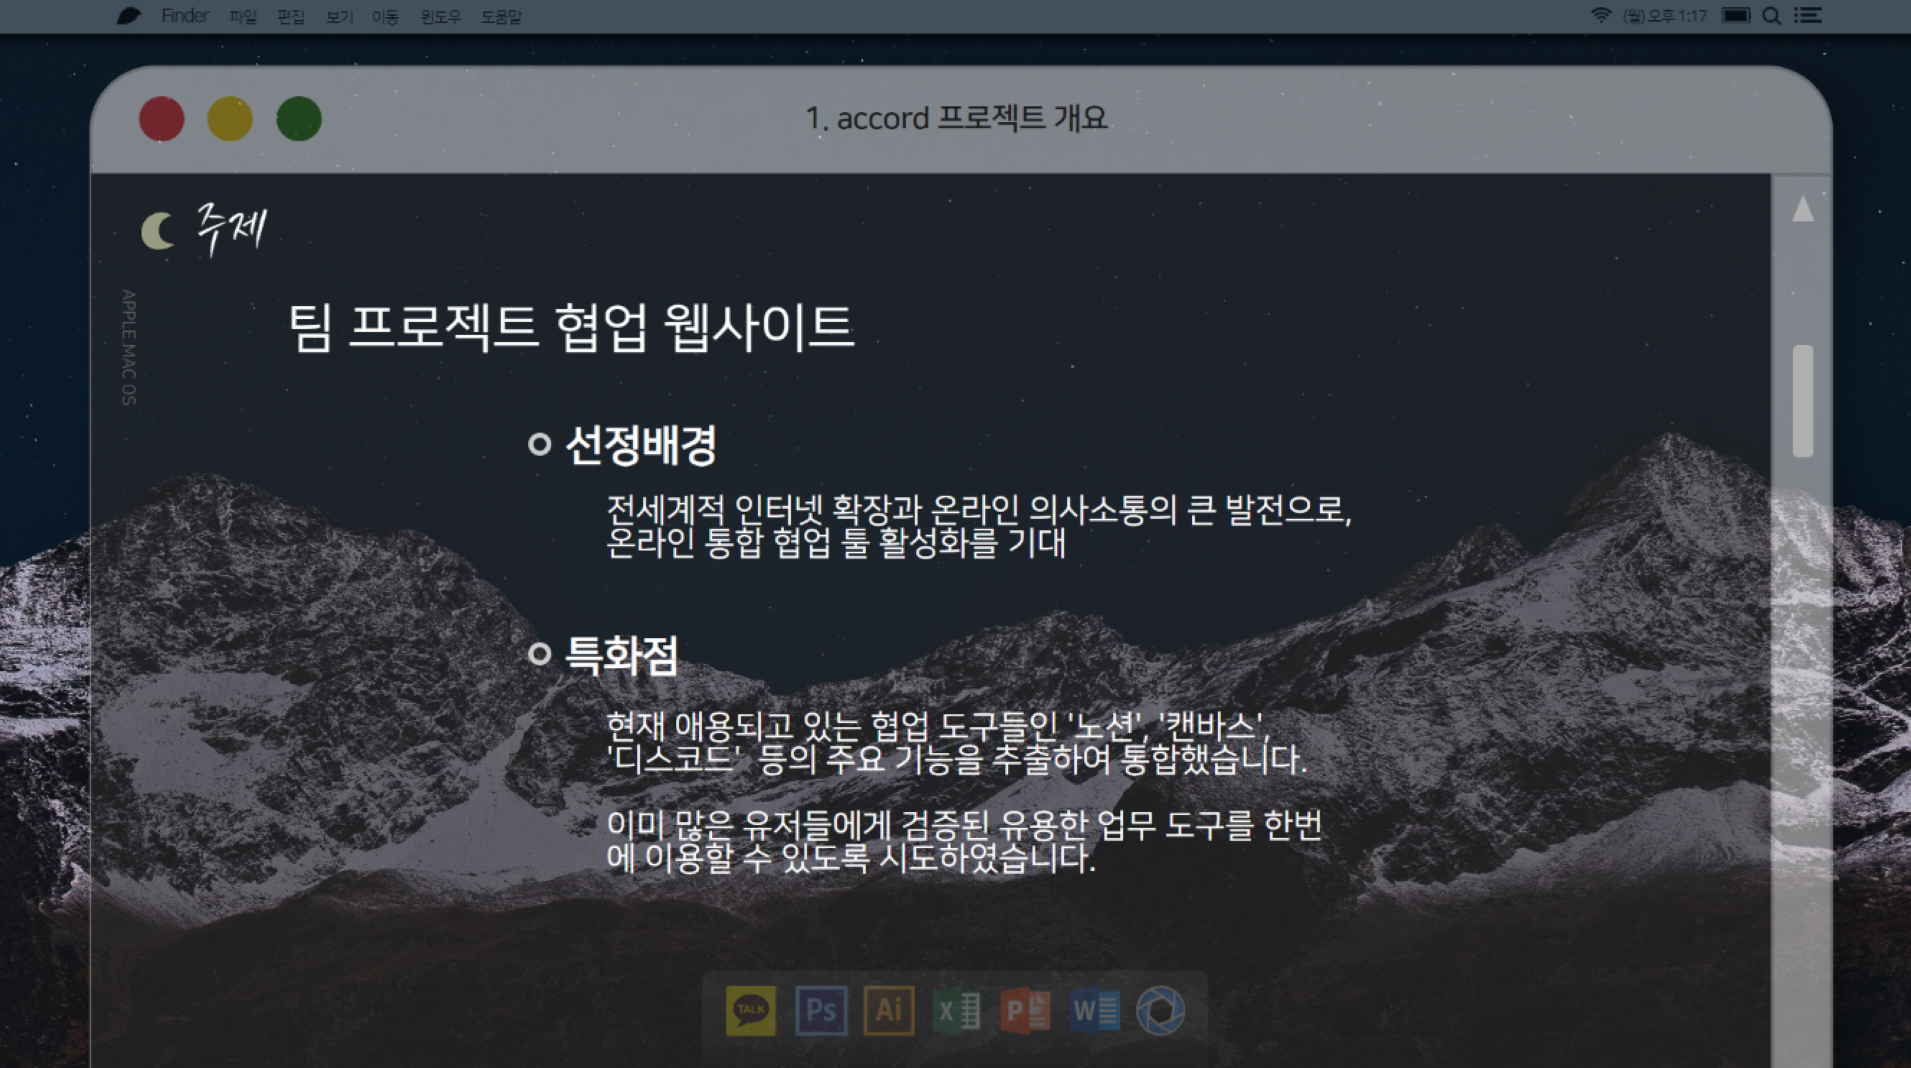 Finder 파일 편집 보기 이동 윈도우 도움말
(월) 오후 1:17
1. accord 프로젝트 개요
주제
APPLE.MAC OS
팀 프로젝트 협업 웹사이트
선정배경
전세계적 인터넷 확장과 온라인 의사소통의 큰 발전으로,
온라인 통합 협업 툴 활성화를 기대
특화점
현재 애용되고 있는 협업 도구들인 '노션', '캔바스',
'디스코드' 등의 주요 기능을 추출하여 통합했습니다.
이미 많은 유저들에게 검증된 유용한 업무 도구를 한번
에 이용할 수 있도록 시도하였습니다.
TALK Ps Ai X P W